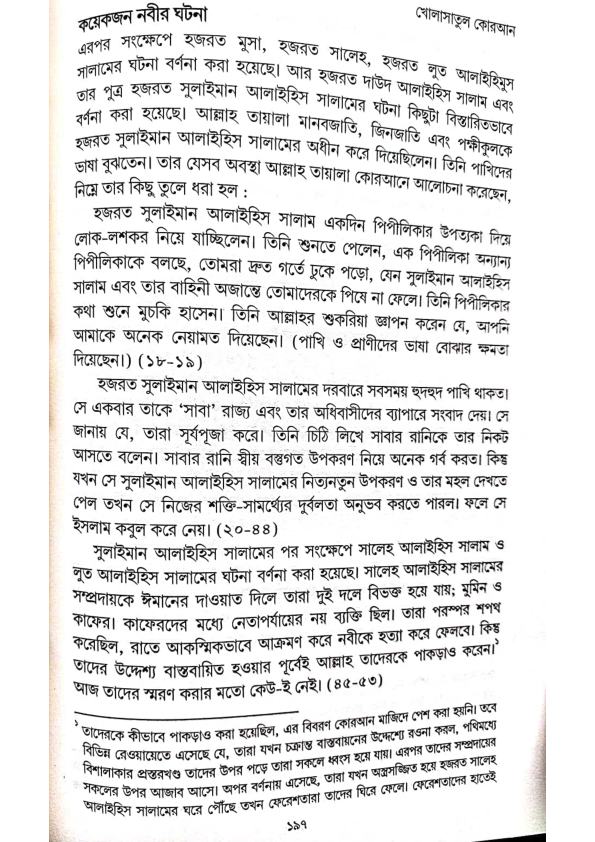 কয়েকজন নবীর ঘটনা
খোলাসাতুল কোরআন
এরপর সংক্ষেপে হজরত মুসা, হজরত সালেহ, হজরত লুত আলাইহিমুস
সালামের ঘটনা বর্ণনা করা হয়েছে। আর হজরত দাউদ আলাইহিস সালাম এবং
তার পুত্র হজরত সুলাইমান আলাইহিস সালামের ঘটনা কিছুটা বিস্তারিতভাবে
বর্ণনা করা হয়েছে। আল্লাহ তায়ালা মানবজাতি, জিনজাতি এবং পক্ষীকুলকে
হজরত সুলাইমান আলাইহিস সালামের অধীন করে দিয়েছিলেন। তিনি পাখিদের
ভাষা বুঝতেন। তার যেসব অবস্থা আল্লাহ তায়ালা কোরআনে আলোচনা করেছেন,
নিম্নে তার কিছু তুলে ধরা হল :
হজরত সুলাইমান আলাইহিস সালাম একদিন পিপীলিকার উপত্যকা দিয়ে
লোক-লশকর নিয়ে যাচ্ছিলেন। তিনি শুনতে পেলেন, এক পিপীলিকা অন্যান্য
পিপীলিকাকে বলছে, তোমরা দ্রুত গর্তে ঢুকে পড়ো, যেন সুলাইমান আলাইহিস
সালাম এবং তার বাহিনী অজান্তে তোমাদেরকে পিষে না ফেলে। তিনি পিপীলিকার
কথা শুনে মুচকি হাসেন। তিনি আল্লাহর শুকরিয়া জ্ঞাপন করেন যে, আপনি
আমাকে অনেক নেয়ামত দিয়েছেন। (পাখি ও প্রাণীদের ভাষা বোঝার ক্ষমতা
দিয়েছেন।) (১৮-১৯)
হজরত সুলাইমান আলাইহিস সালামের দরবারে সবসময় হুদহুদ পাখি থাকত।
সে একবার তাকে ‘সাবা’ রাজ্য এবং তার অধিবাসীদের ব্যাপারে সংবাদ দেয়। সে
জানায় যে, তারা সূর্যপূজা করে। তিনি চিঠি লিখে সাবার রানিকে তার নিকট
আসতে বলেন। সাবার রানি স্বীয় বস্তুগত উপকরণ নিয়ে অনেক গর্ব করত। কিন্তু
যখন সে সুলাইমান আলাইহিস সালামের নিত্যনতুন উপকরণ ও তার মহল দেখতে
পেল তখন সে নিজের শক্তি-সামর্থ্যের দুর্বলতা অনুভব করতে পারল। ফলে সে
ইসলাম কবুল করে নেয়। (২০-৪৪)
সুলাইমান আলাইহিস সালামের পর সংক্ষেপে সালেহ আলাইহিস সালাম ও
লুত আলাইহিস সালামের ঘটনা বর্ণনা করা হয়েছে। সালেহ আলাইহিস সালামের
সম্প্রদায়কে ঈমানের দাওয়াত দিলে তারা দুই দলে বিভক্ত হয়ে যায়; মুমিন ও
কাফের। কাফেরদের মধ্যে নেতাপর্যায়ের নয় ব্যক্তি ছিল। তারা পরস্পর শপথ
করেছিল, রাতে আকস্মিকভাবে আক্রমণ করে নবীকে হত্যা করে ফেলবে। কিন্তু
তাদের উদ্দেশ্য বাস্তবায়িত হওয়ার পূর্বেই আল্লাহ তাদেরকে পাকড়াও করেন।¹
আজ তাদের স্মরণ করার মতো কেউ-ই নেই। (৪৫-৫৩)
¹ তাদেরকে কীভাবে পাকড়াও করা হয়েছিল, এর বিবরণ কোরআন মাজিদে পেশ করা হয়নি। তবে
বিভিন্ন রেওয়ায়েতে এসেছে যে, তারা যখন চক্রান্ত বাস্তবায়নের উদ্দেশ্যে রওনা করল, পথিমধ্যে
বিশালাকার প্রস্তরখণ্ড তাদের উপর পড়ে তারা সকলে ধ্বংস হয়ে যায়। এরপর তাদের সম্প্রদায়ের
সকলের উপর আজাব আসে। অপর বর্ণনায় এসেছে, তারা যখন অস্ত্রসজ্জিত হয়ে হজরত সালেহ
আলাইহিস সালামের ঘরে পৌঁছে তখন ফেরেশতারা তাদের ঘিরে ফেলে। ফেরেশতাদের হাতেই
১৯৭